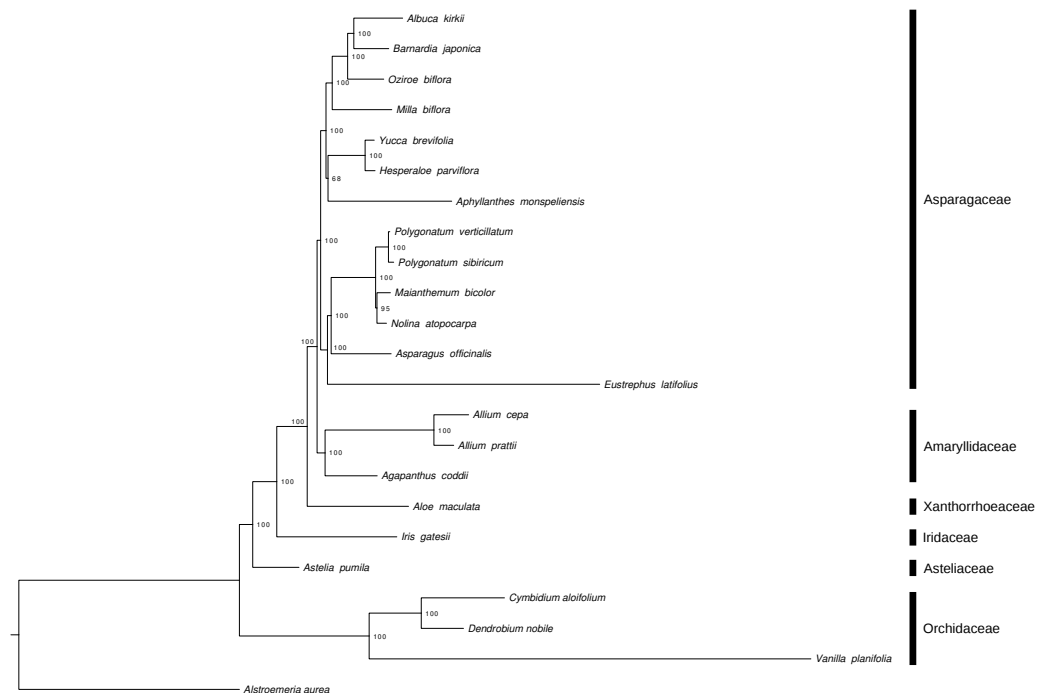 Albuca kirkii
100
Barnardia japonica
100
Oziroe biflora
100
Milla biflora
100
Yucca brevifolia
100
Hesperaloe parviflora
68
Aphyllanthes monspeliensis
Asparagaceae
Polygonatum verticillatum
100
100
Polygonatum sibiricum
100
Maianthemum bicolor
95
100
Nolina atopocarpa
100
100
Asparagus officinalis
Eustrephus latifolius
Allium cepa
100
100
Allium prattii
Amaryllidaceae
100
Agapanthus coddii
100
Aloe maculata
Xanthorrhoeaceae
Iris gatesii
Iridaceae
100
Astelia pumila
Asteliaceae
Cymbidium aloifolium
100
Dendrobium nobile
Orchidaceae
100
Vanilla planifolia
Alstroemeria aurea